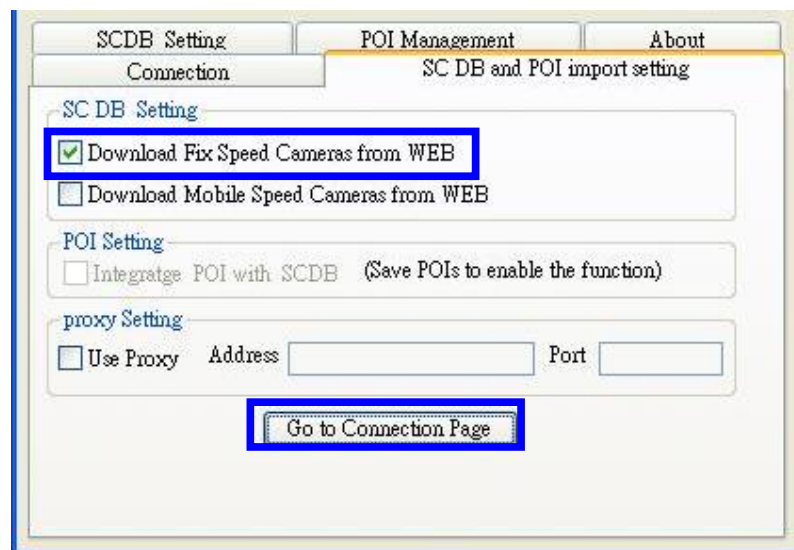 SCDB Setting POI Management About
Connection SC DB and POI import setting
SC DB Setting
Download Fix Speed Cameras from WEB
Download Mobile Speed Cameras from WEB
POI Setting
Integratge POI with SCDB (Save POIs to enable the function)
proxy Setting
Use Proxy Address Port
Go to Connection Page